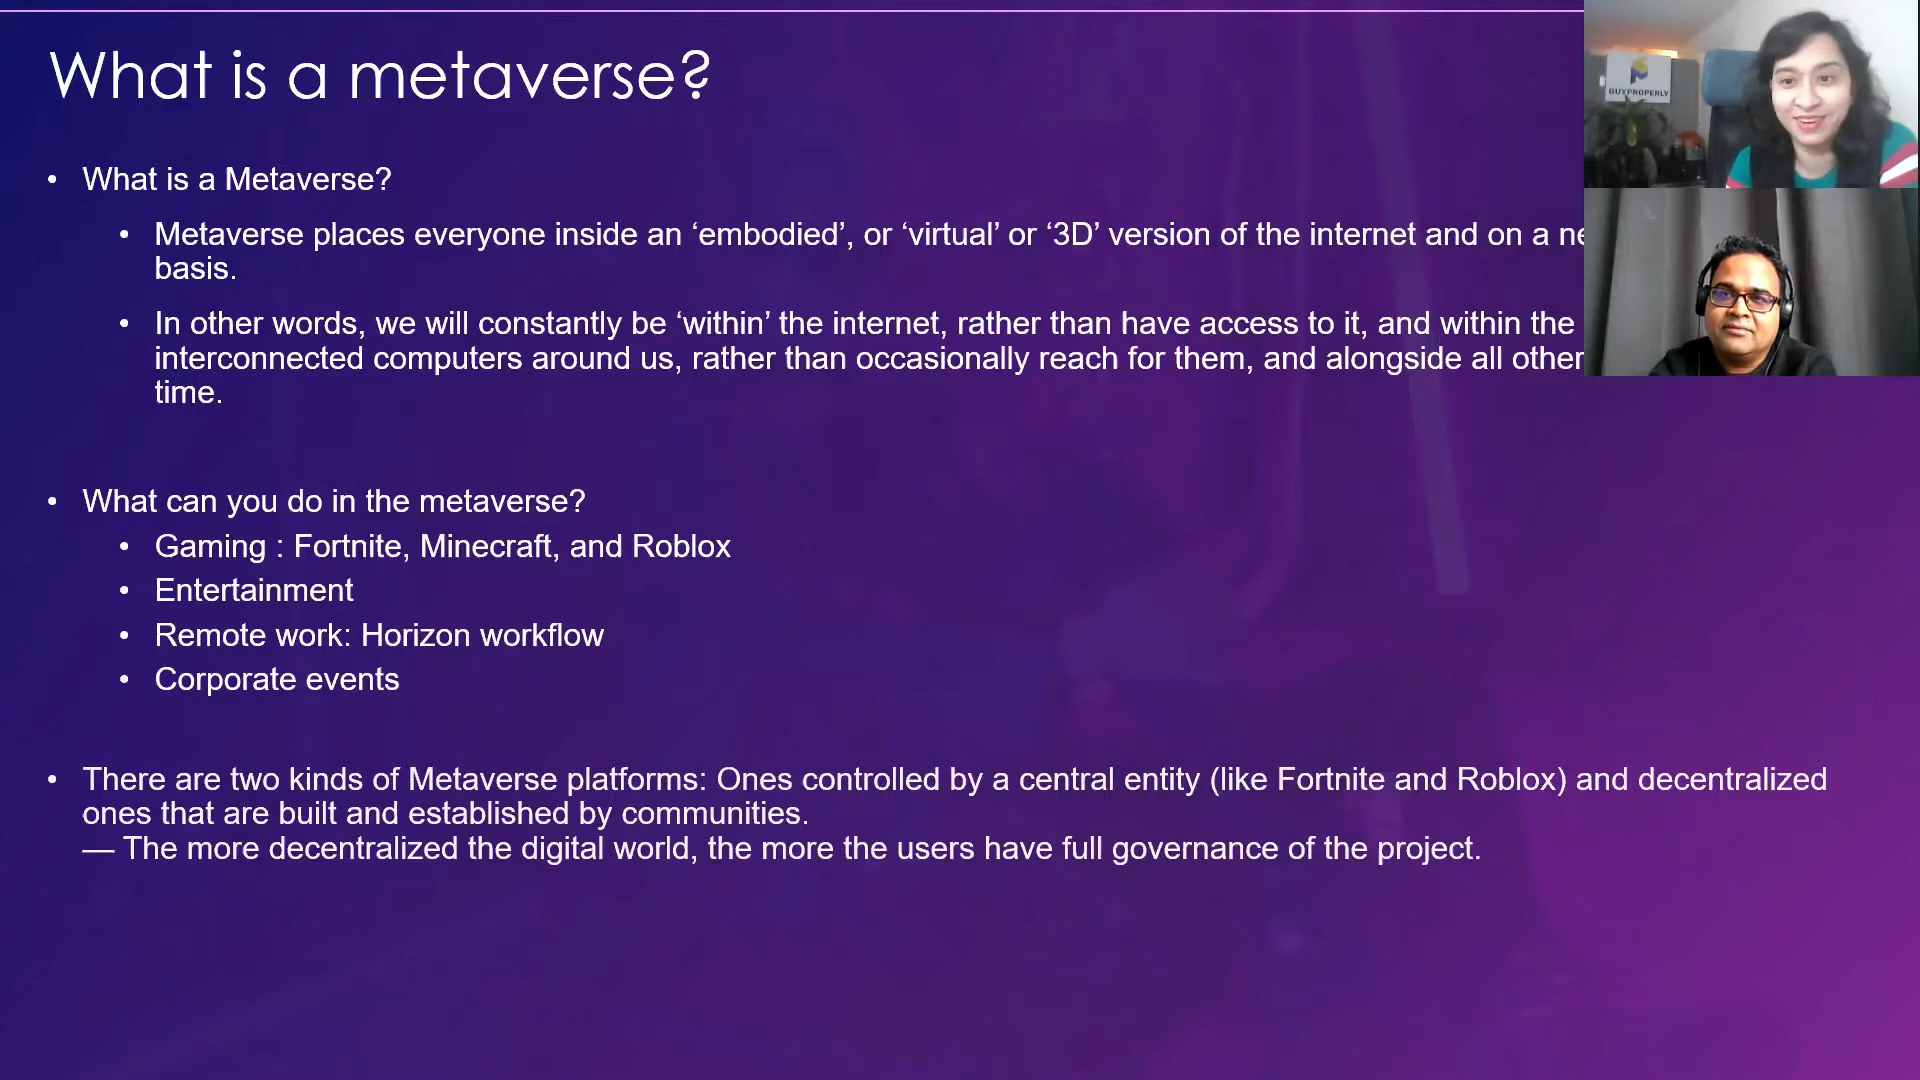 What is a metaverse?
• What is a Metaverse?
• Metaverse places everyone inside an ‘embodied’, or ‘virtual’ or ‘3D’ version of the internet and on a
basis.
• In other words, we will constantly be ‘within’ the internet, rather than have access to it, and within the
interconnected computers around us, rather than occasionally reach for them, and alongside all other
time.
• What can you do in the metaverse?
• Gaming : Fortnite, Minecraft, and Roblox
• Entertainment
• Remote work: Horizon workflow
• Corporate events
• There are two kinds of Metaverse platforms: Ones controlled by a central entity (like Fortnite and Roblox) and decentralized
ones that are built and established by communities.
— The more decentralized the digital world, the more the users have full governance of the project.
BUYPROPERLY